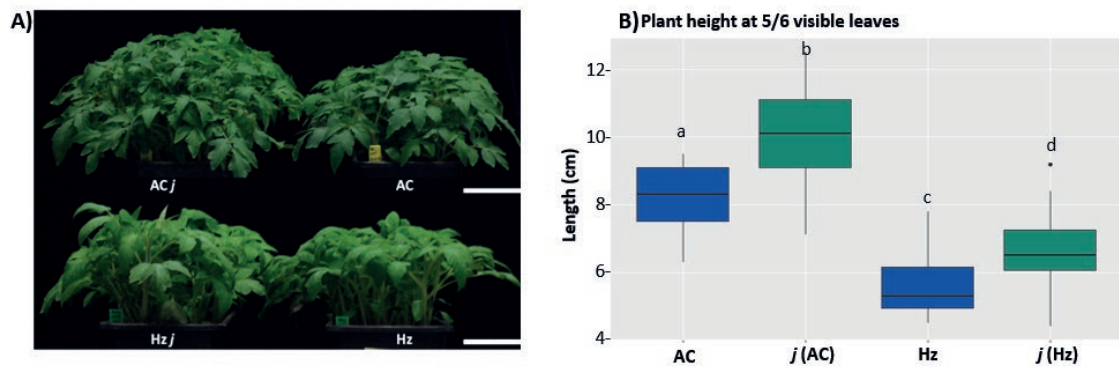 A)
AC j
AC
Hz j
Hz
B) Plant height at 5/6 visible leaves
Length (cm)
12
10
8
6
4
a
b
c
d
AC
j (AC)
Hz
j (Hz)